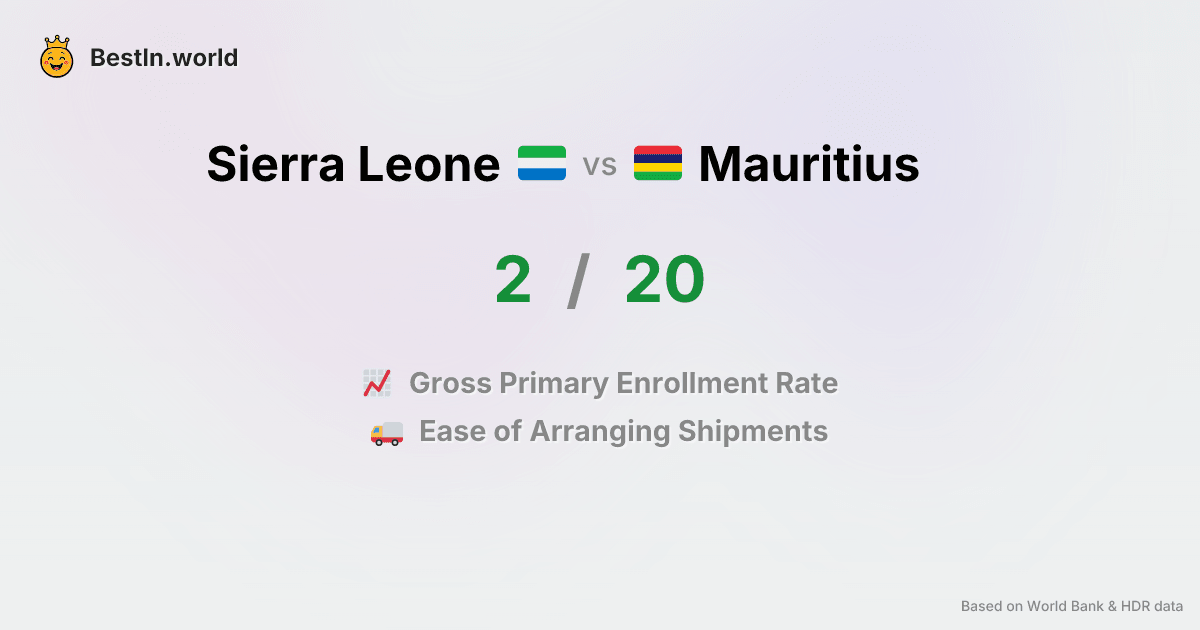 BestIn.world
Sierra Leone vs Mauritius
2 / 20
Gross Primary Enrollment Rate
Ease of Arranging Shipments
Based on World Bank & HDR data